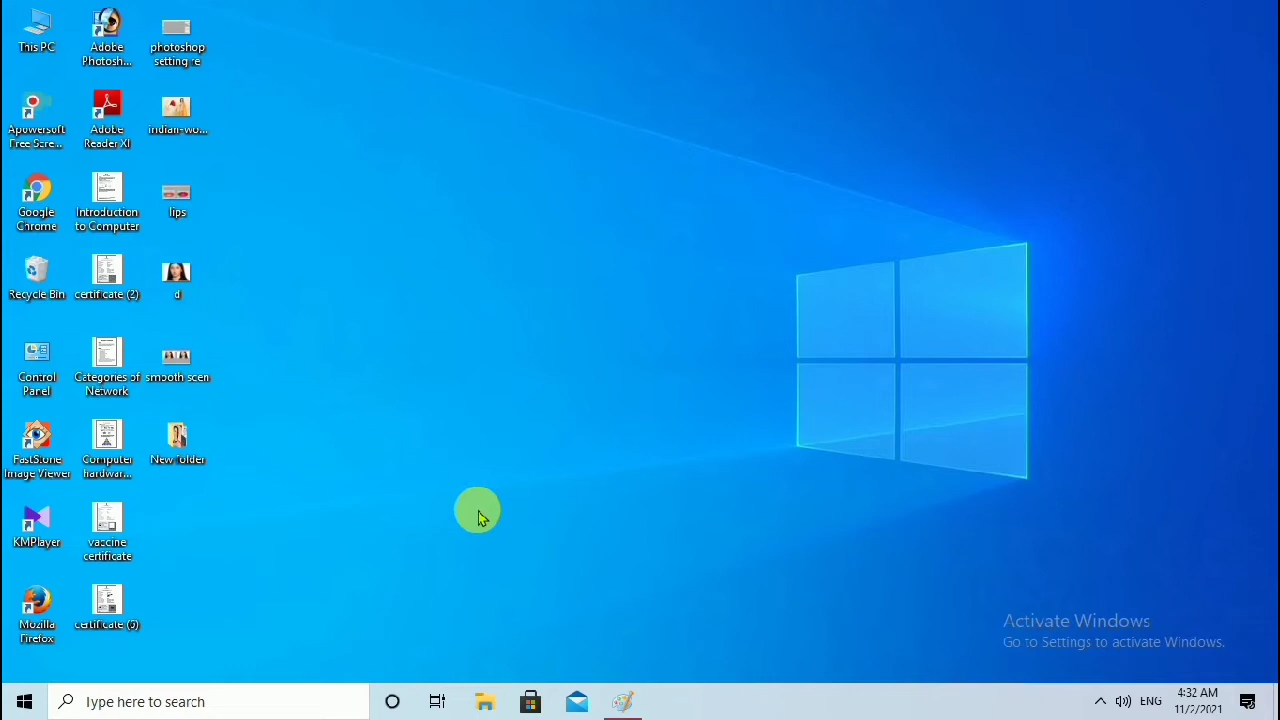 This PC
Adobe
Photosh...
photoshop
setting re
Apowersoft
Free Scre...
Adobe
Reader XI
indian-wo...
Google
Chrome
Introduction
to Computer
lips
Recycle Bin
certificate (2)
d
Control
Panel
Categories of
Network
smooth scen
FastStone
Image Viewer
Computer
hardwar...
New folder
KMPlayer
vaccine
certificate
Mozilla
Firefox
certificate (6)
Activate Windows
Go to Settings to activate Windows.
Type here to search
ENG
4:32 AM
11/2/2021